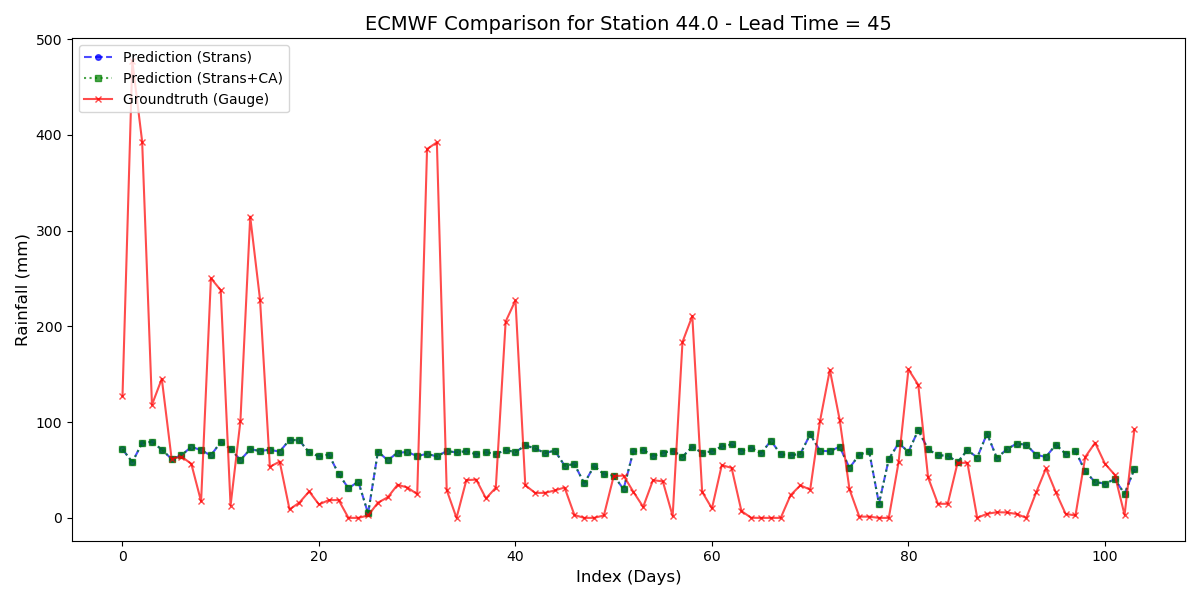 ECMWF Comparison for Station 44.0 - Lead Time = 45
500
400
300
200
100
0
Rainfall (mm)
Prediction (Strans)
Prediction (Strans+CA)
Groundtruth (Gauge)
0 20 40 60 80 100
Index (Days)